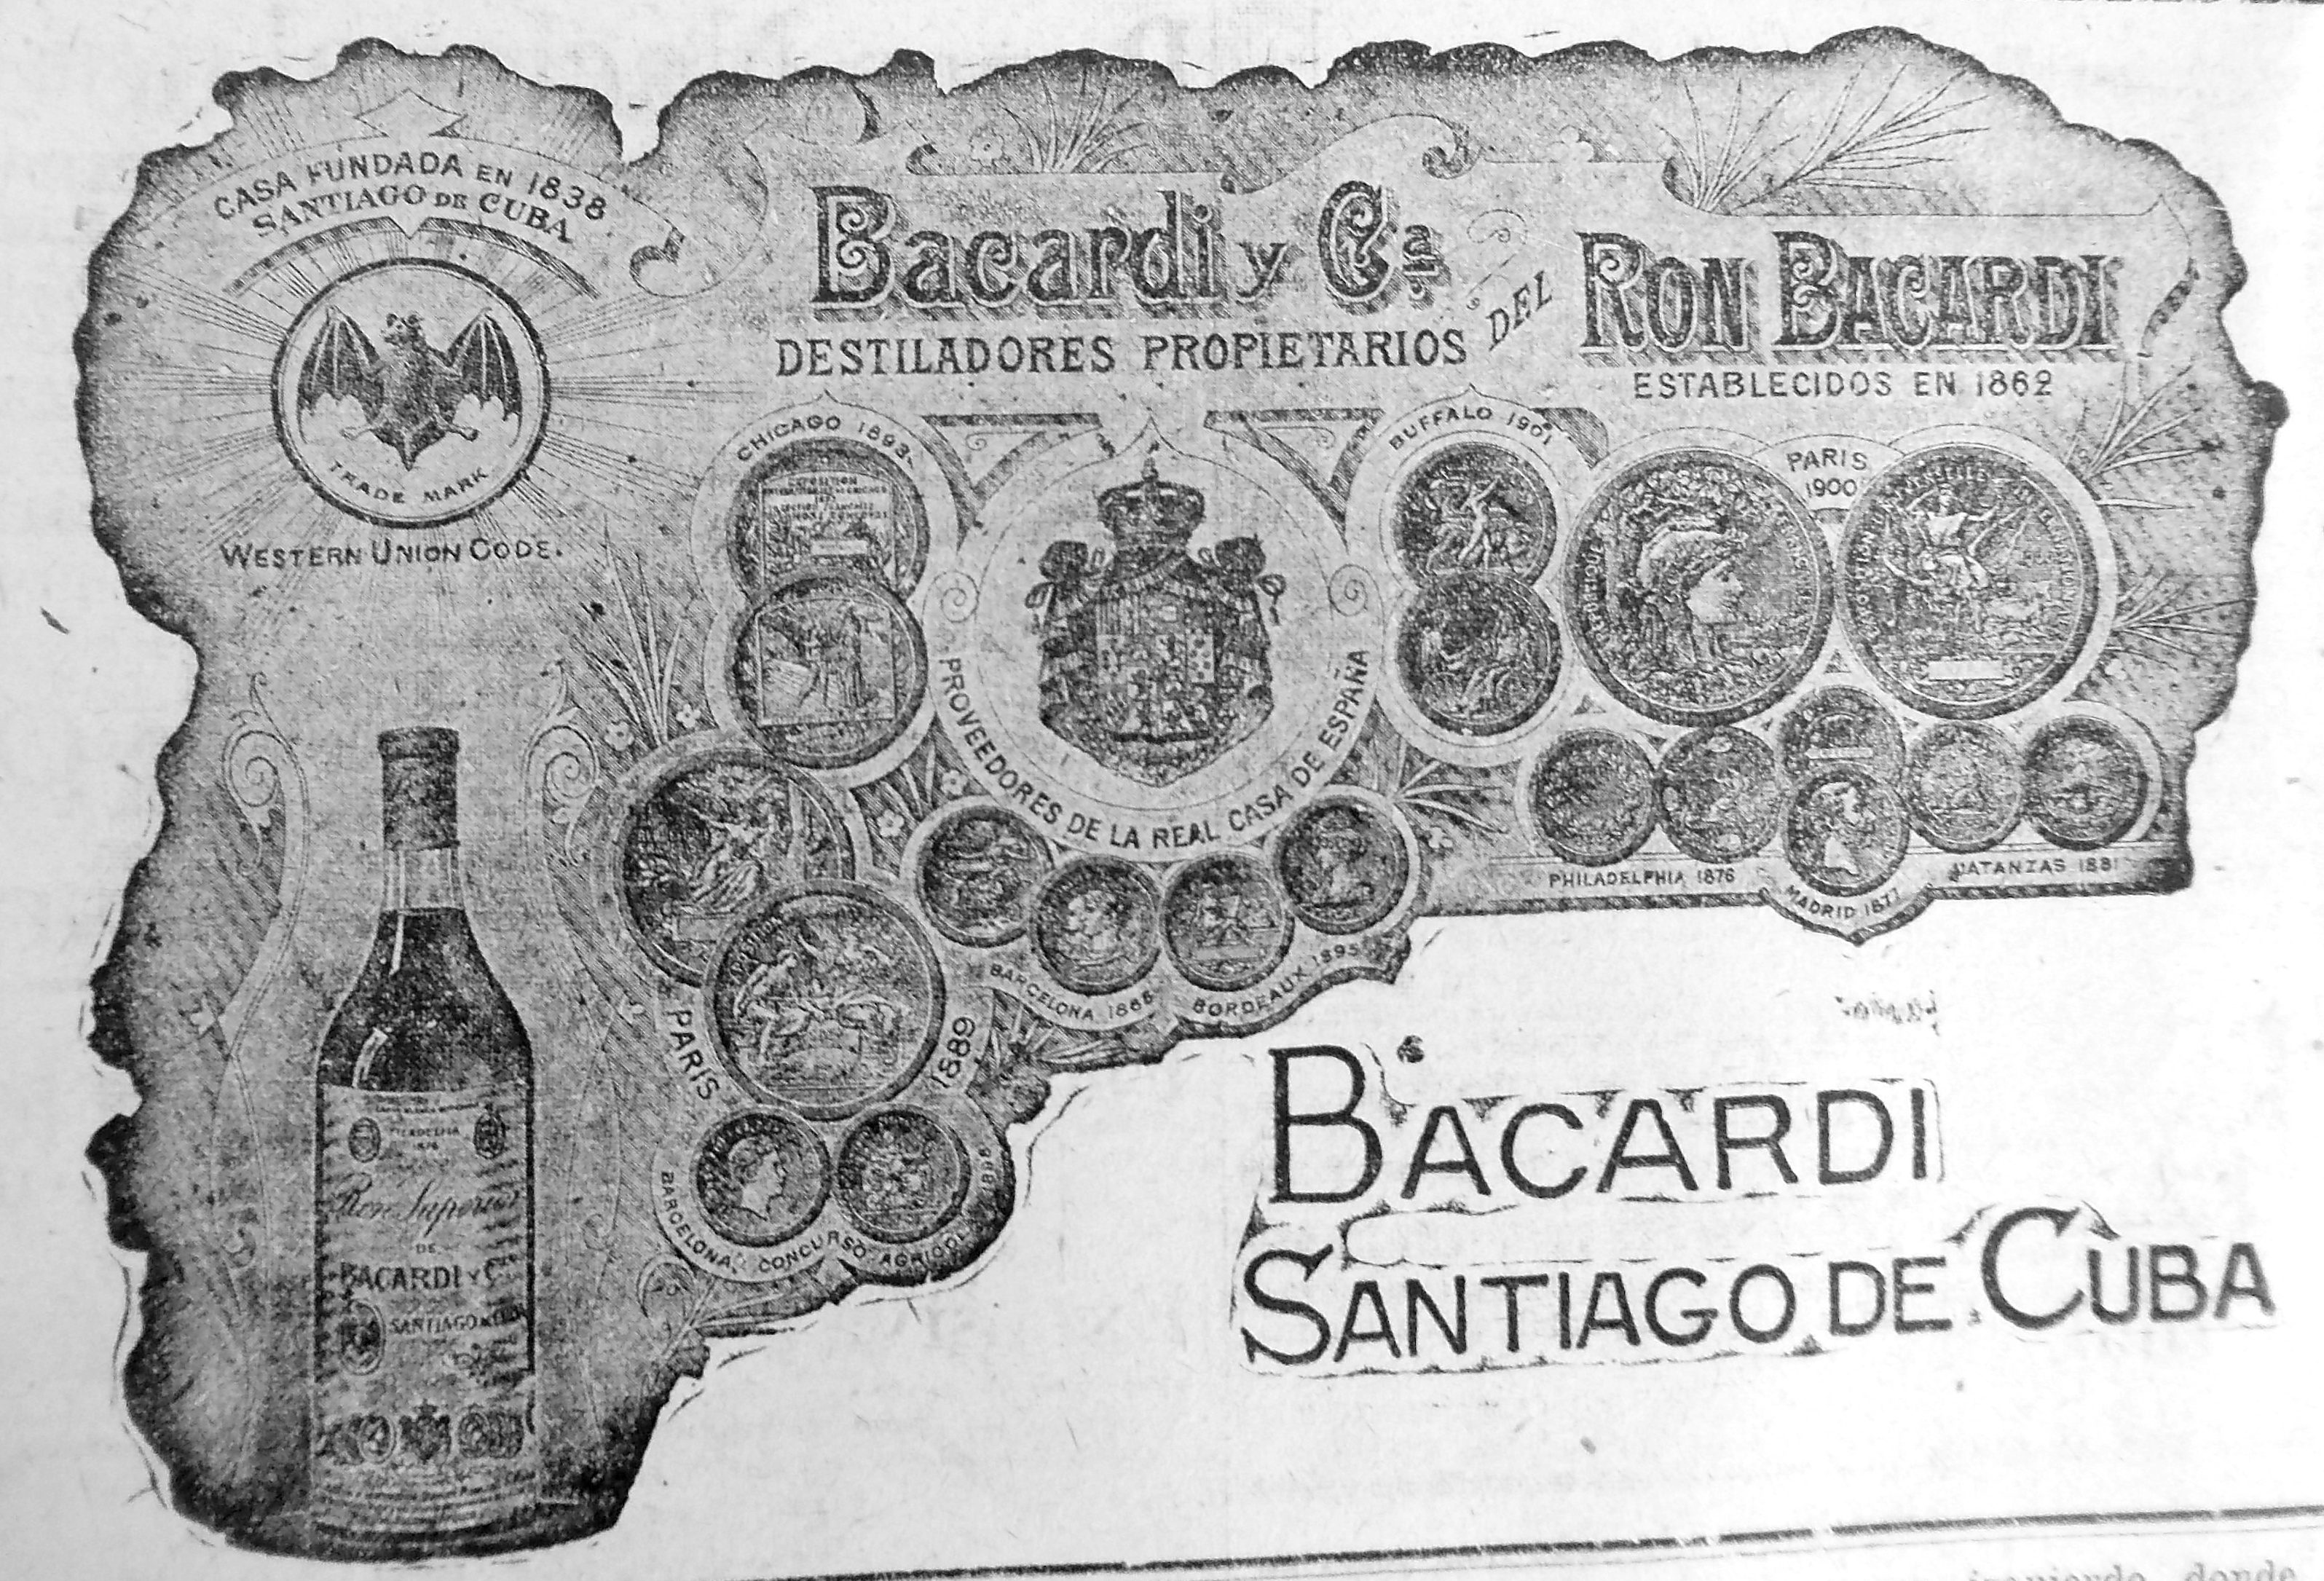 CASA FUNDADA EN 1838
SANTIAGO DE CUBA
TRADE MARK
WESTERN UNION CODE.
Bacardi y Cª
DESTILADORES PROPIETARIOS DEL
RON BACARDI
ESTABLECIDOS EN 1862
CHICAGO 1893
BUFFALO 1901
PARIS
1900
PROVEEDORES DE LA REAL CASA DE ESPAÑA
PHILADELPHIA 1876
MADRID 1877
MATANZAS 1881
BARCELONA 1888
BORDEAUX 1895
PARIS 1889
BARCELONA, CONCURSO AGRICOL 1898
Ron Superior
DE
BACARDI Y Cª
SANTIAGO DE CUBA
BACARDI
SANTIAGO DE CUBA
izquierdo donde